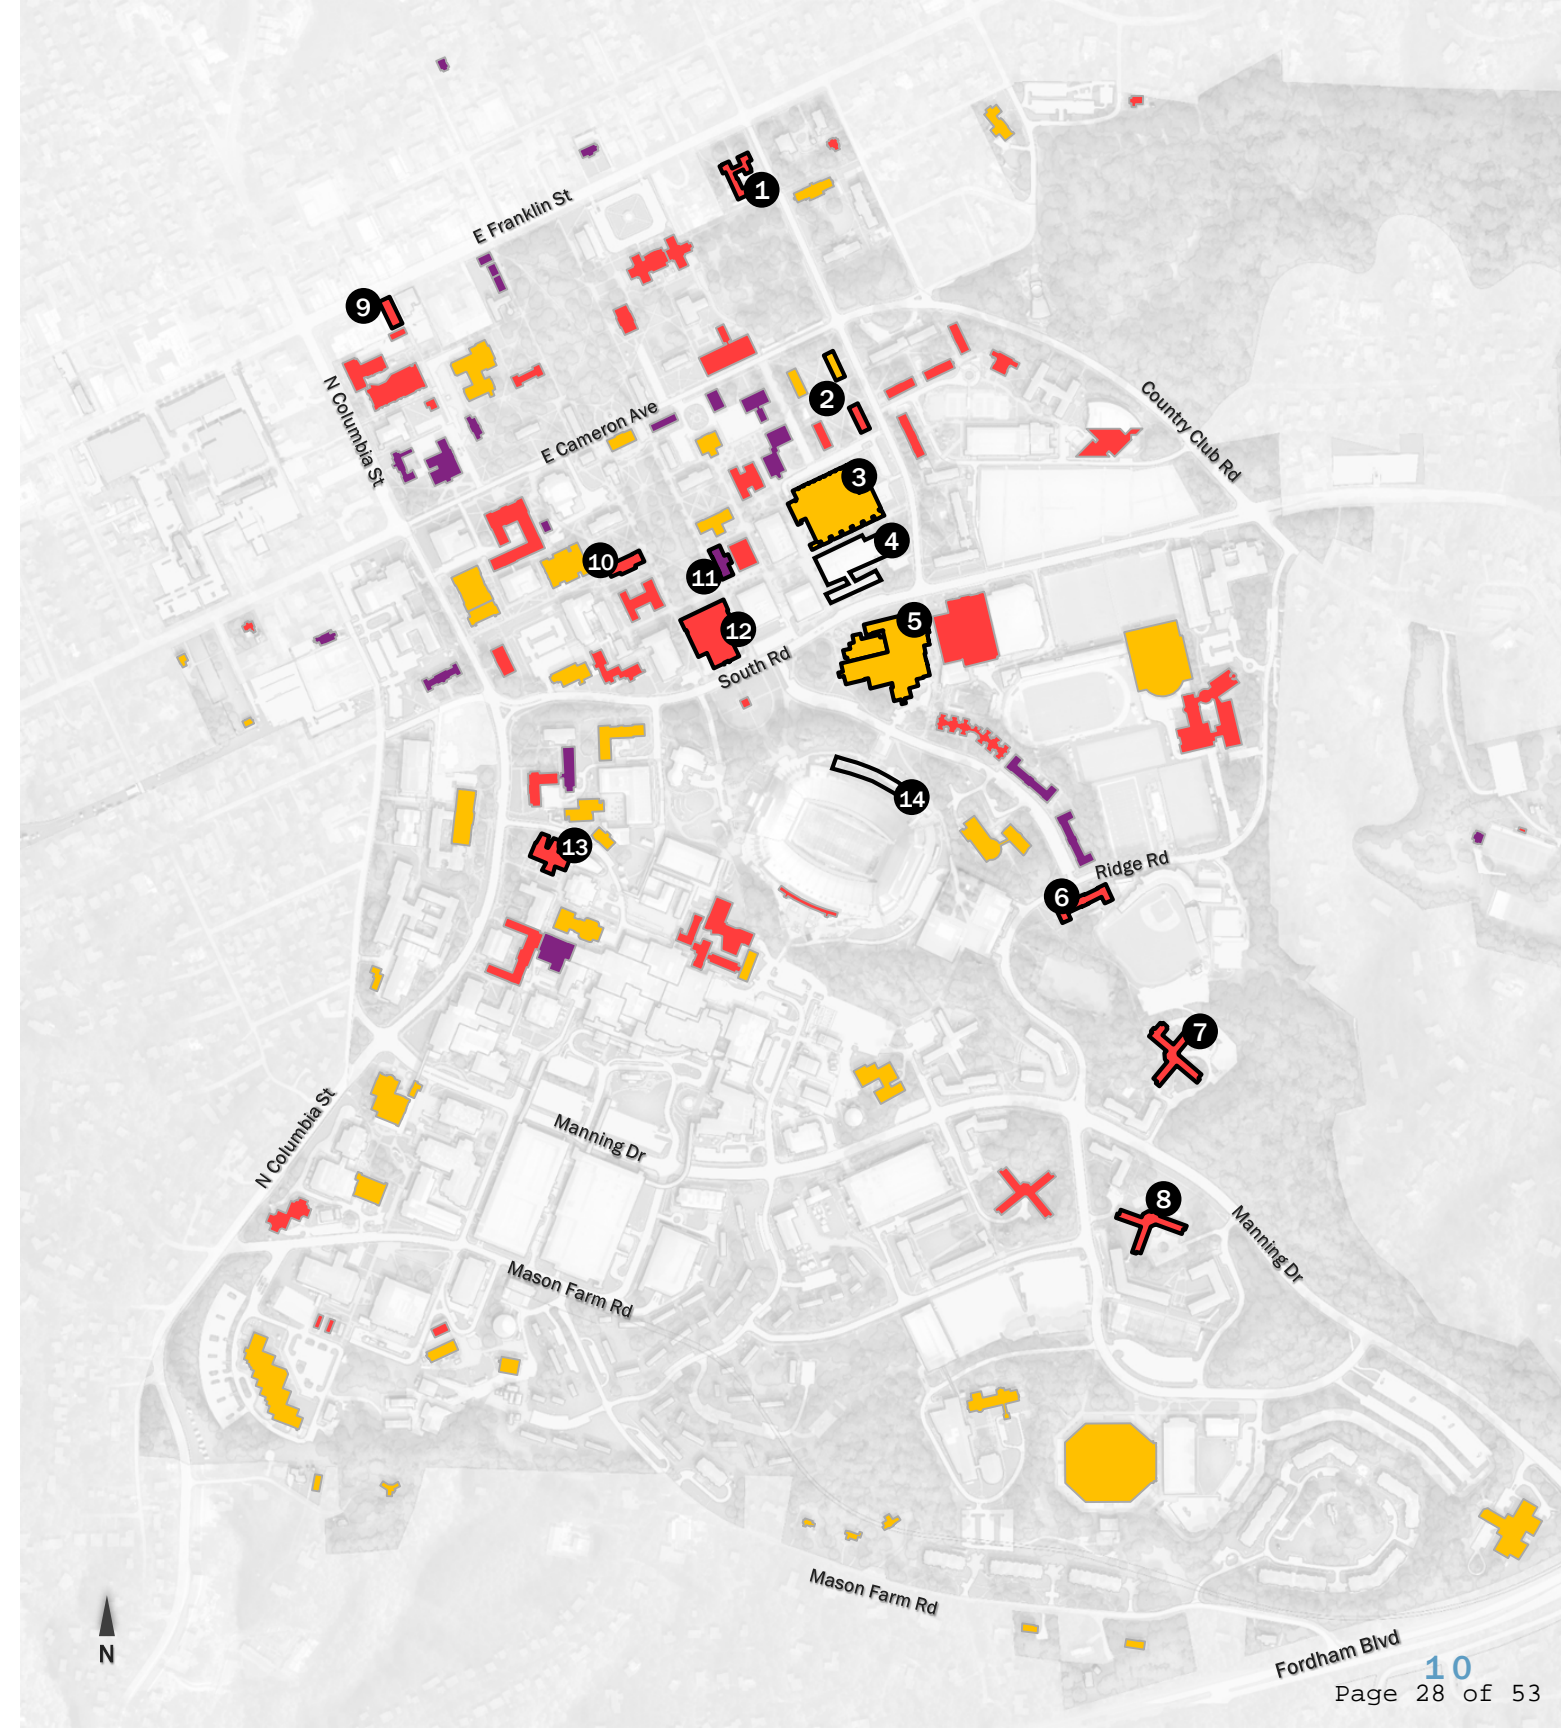 1
E Franklin St
9
N Columbia St
2
E Cameron Ave
Country Club Rd
3
4
10
11
12
5
South Rd
14
13
Ridge Rd
6
7
N Columbia St
Manning Dr
8
Manning Dr
Mason Farm Rd
Mason Farm Rd
N
Fordham Blvd
10
Page 28 of 53